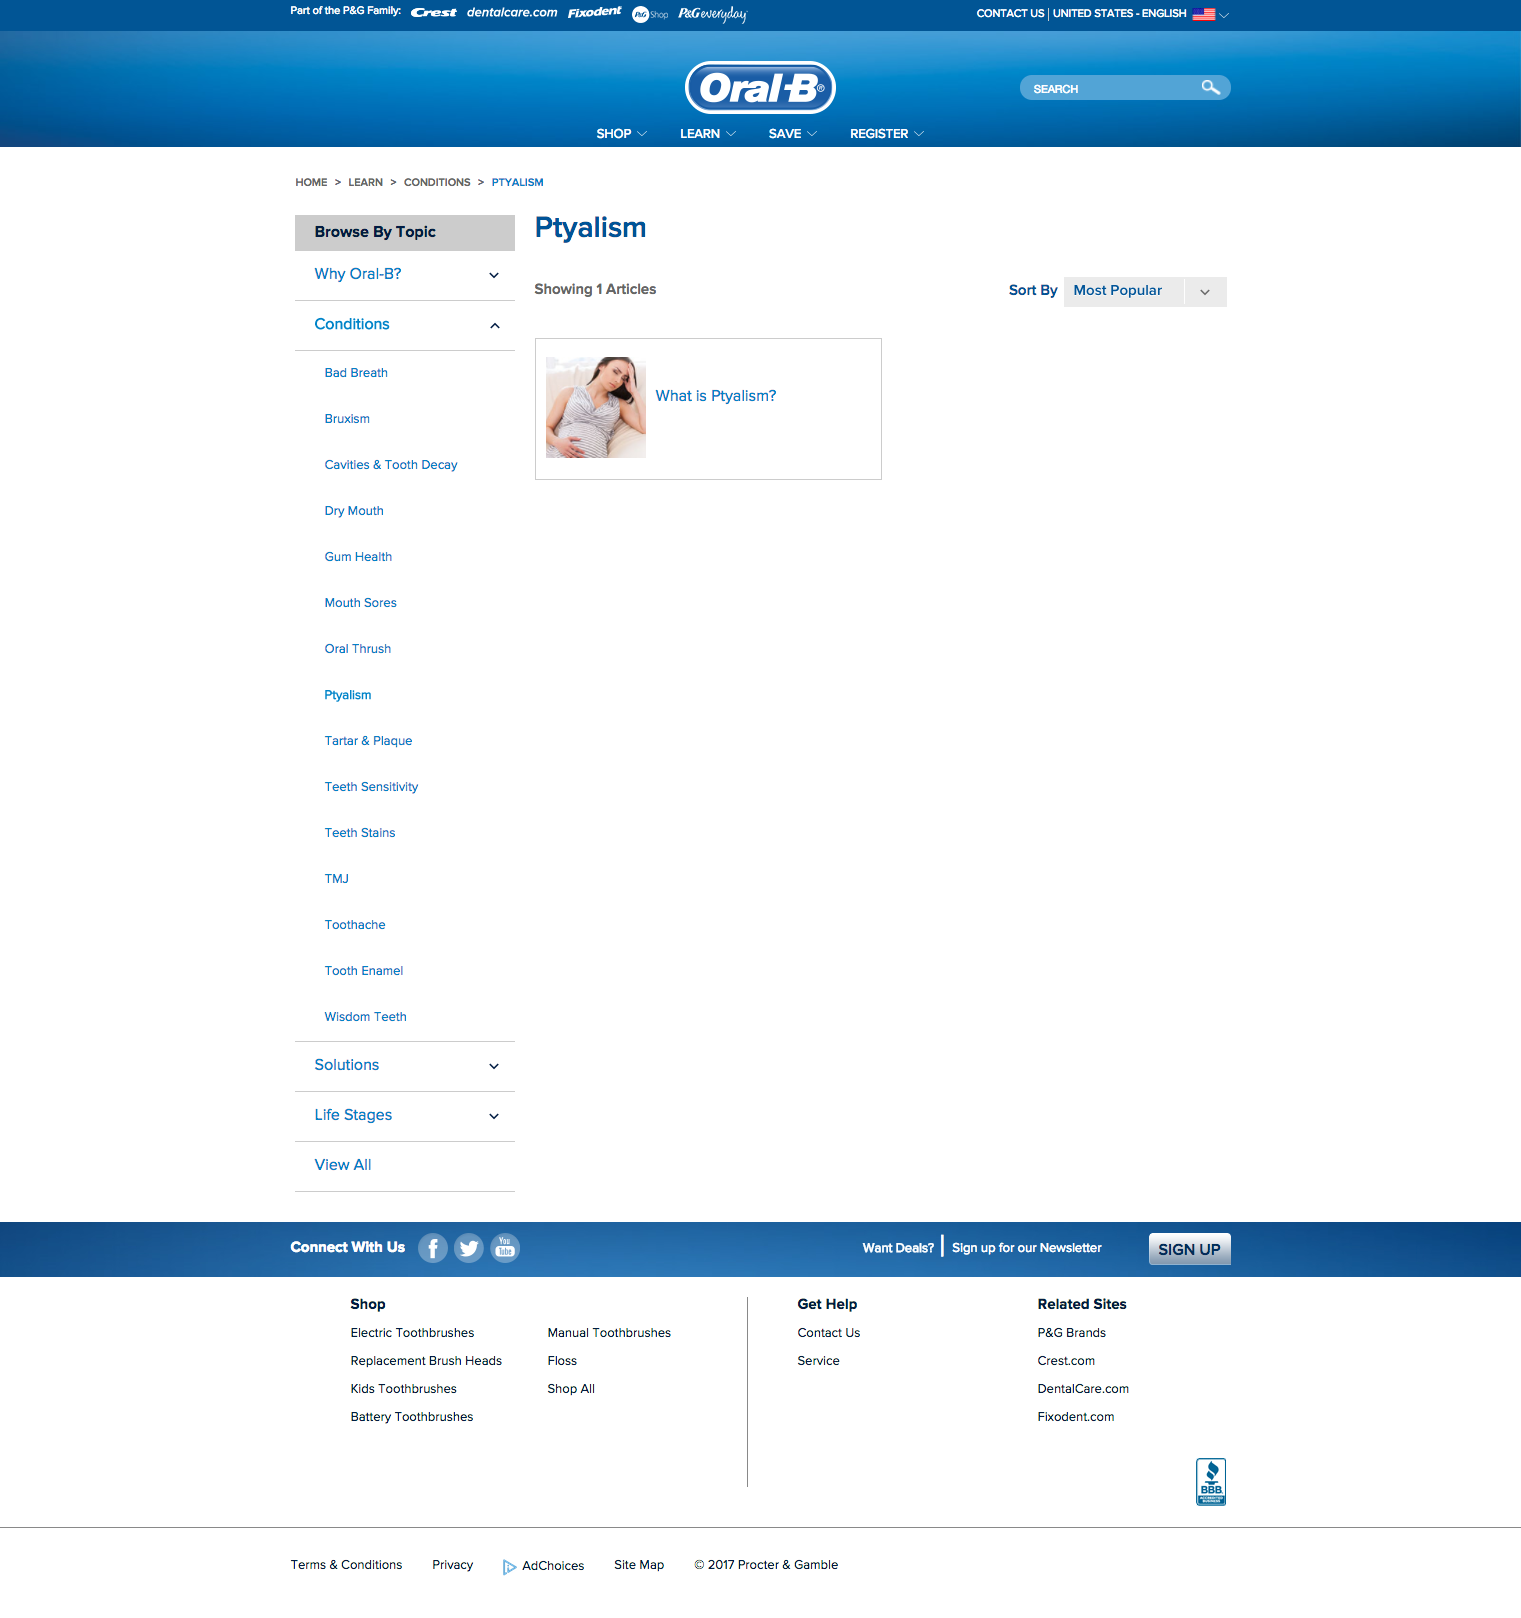 Part of the P&G Family: Crest dentalcare.com Fixodent P&G Shop P&G everyday
CONTACT US | UNITED STATES - ENGLISH
Oral-B®
SEARCH
SHOP LEARN SAVE REGISTER
HOME > LEARN > CONDITIONS > PTYALISM
Browse By Topic
Why Oral-B?
Conditions
Bad Breath
Bruxism
Cavities & Tooth Decay
Dry Mouth
Gum Health
Mouth Sores
Oral Thrush
Ptyalism
Tartar & Plaque
Teeth Sensitivity
Teeth Stains
TMJ
Toothache
Tooth Enamel
Wisdom Teeth
Solutions
Life Stages
View All
Ptyalism
Showing 1 Articles
Sort By Most Popular
What is Ptyalism?
Connect With Us
You
Tube
Want Deals? | Sign up for our Newsletter
SIGN UP
Shop
Electric Toothbrushes
Replacement Brush Heads
Kids Toothbrushes
Battery Toothbrushes
Manual Toothbrushes
Floss
Shop All
Get Help
Contact Us
Service
Related Sites
P&G Brands
Crest.com
DentalCare.com
Fixodent.com
BBB
ACCREDITED
BUSINESS
Terms & Conditions Privacy AdChoices Site Map © 2017 Procter & Gamble